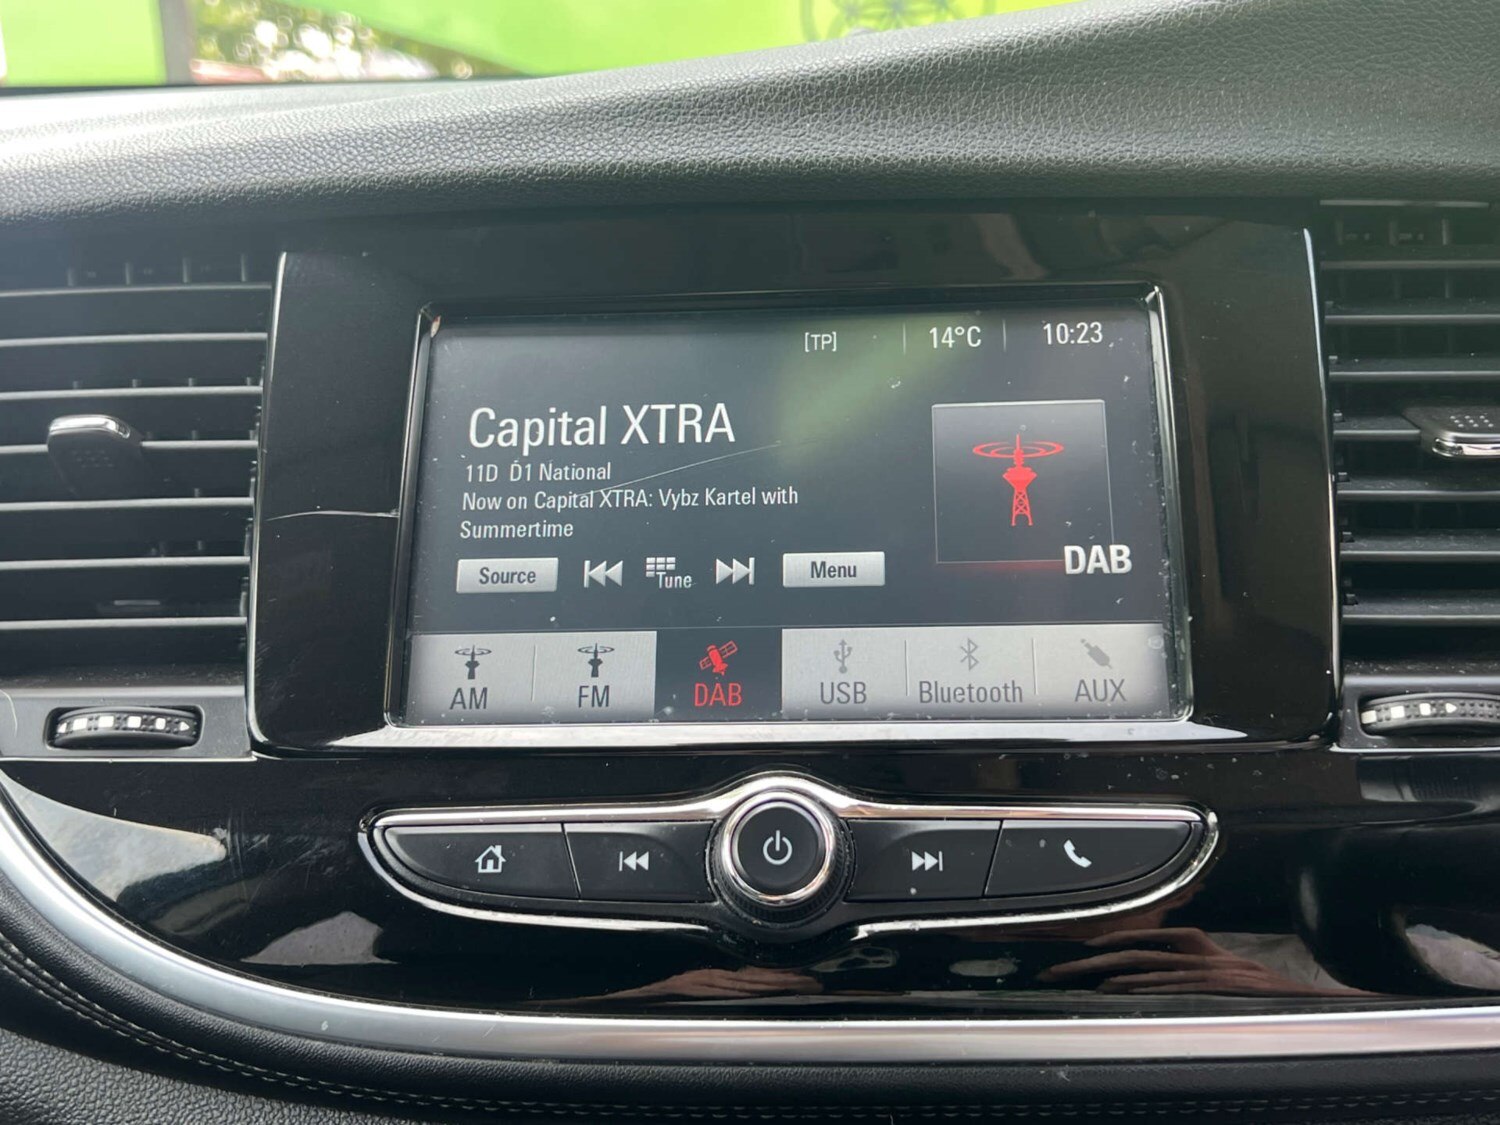 [TP] 14°C 10:23
Capital XTRA
11D D1 National
Now on Capital XTRA: Vybz Kartel with
Summertime
Source Tune Menu
DAB
AM FM DAB USB Bluetooth AUX